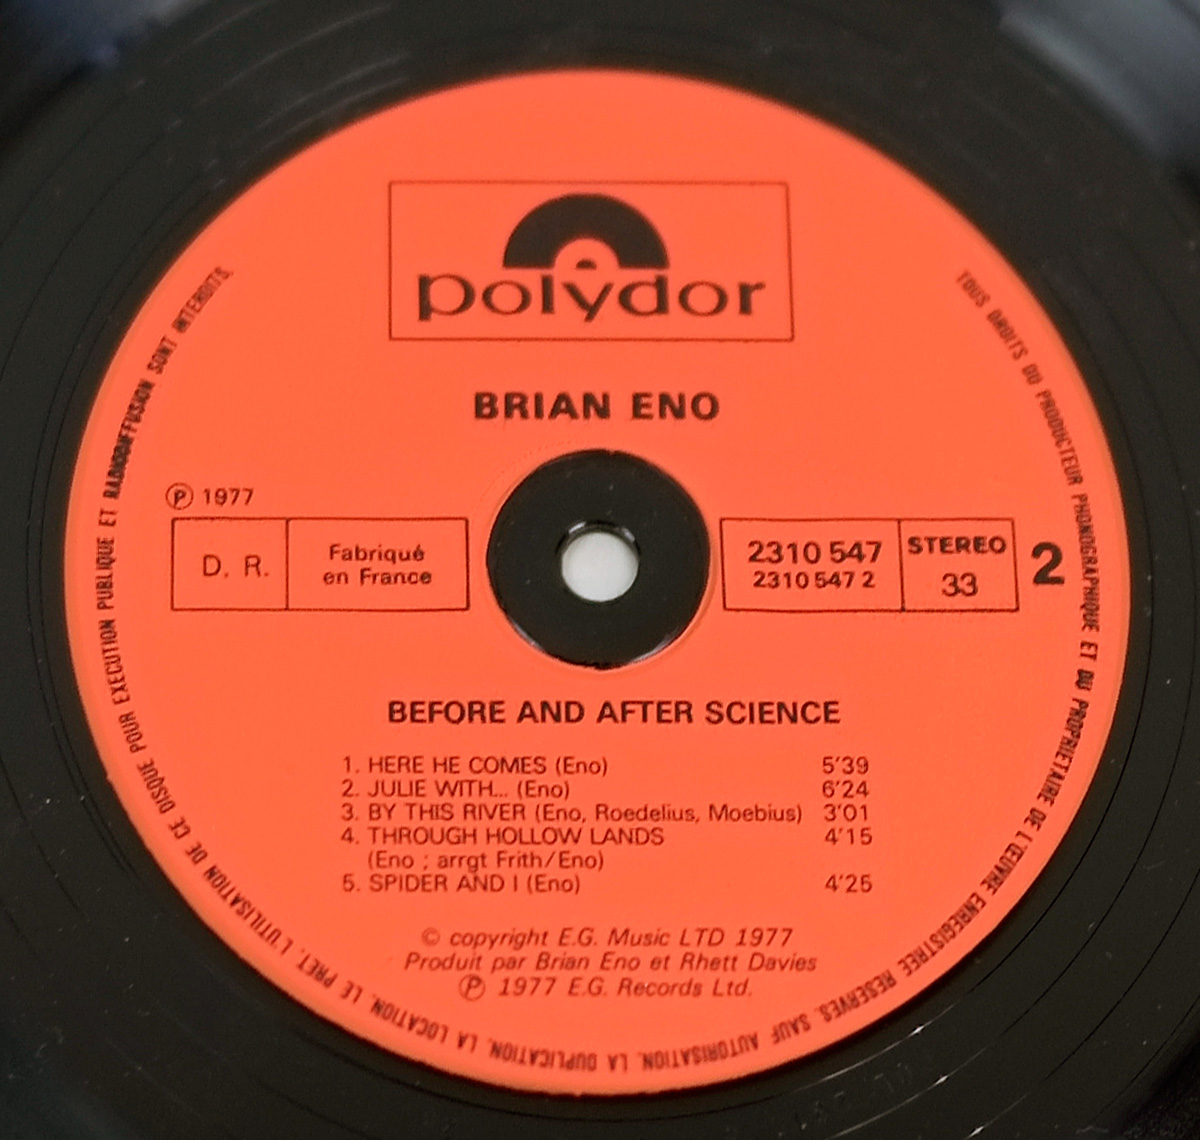 polydor
BRIAN ENO
Ⓟ 1977
D. R.
Fabriqué
en France
2310 547
2310 547 2
STEREO
33
2
BEFORE AND AFTER SCIENCE
1. HERE HE COMES (Eno) 5'39
2. JULIE WITH... (Eno) 6'24
3. BY THIS RIVER (Eno, Roedelius, Moebius) 3'01
4. THROUGH HOLLOW LANDS 4'15
(Eno ; arrgt Frith/Eno)
5. SPIDER AND I (Eno) 4'25
© copyright E.G. Music LTD 1977
Produit par Brian Eno et Rhett Davies
Ⓟ 1977 E.G. Records Ltd.
TOUS DROITS DU PRODUCTEUR PHONOGRAPHIQUE ET DU PROPRIETAIRE DE L'ŒUVRE ENREGISTREE RESERVES. SAUF AUTORISATION, LA DUPLICATION, LA LOCATION, LE PRET, L'UTILISATION DE CE DISQUE POUR EXECUTION PUBLIQUE ET RADIODIFFUSION SONT INTERDITS.